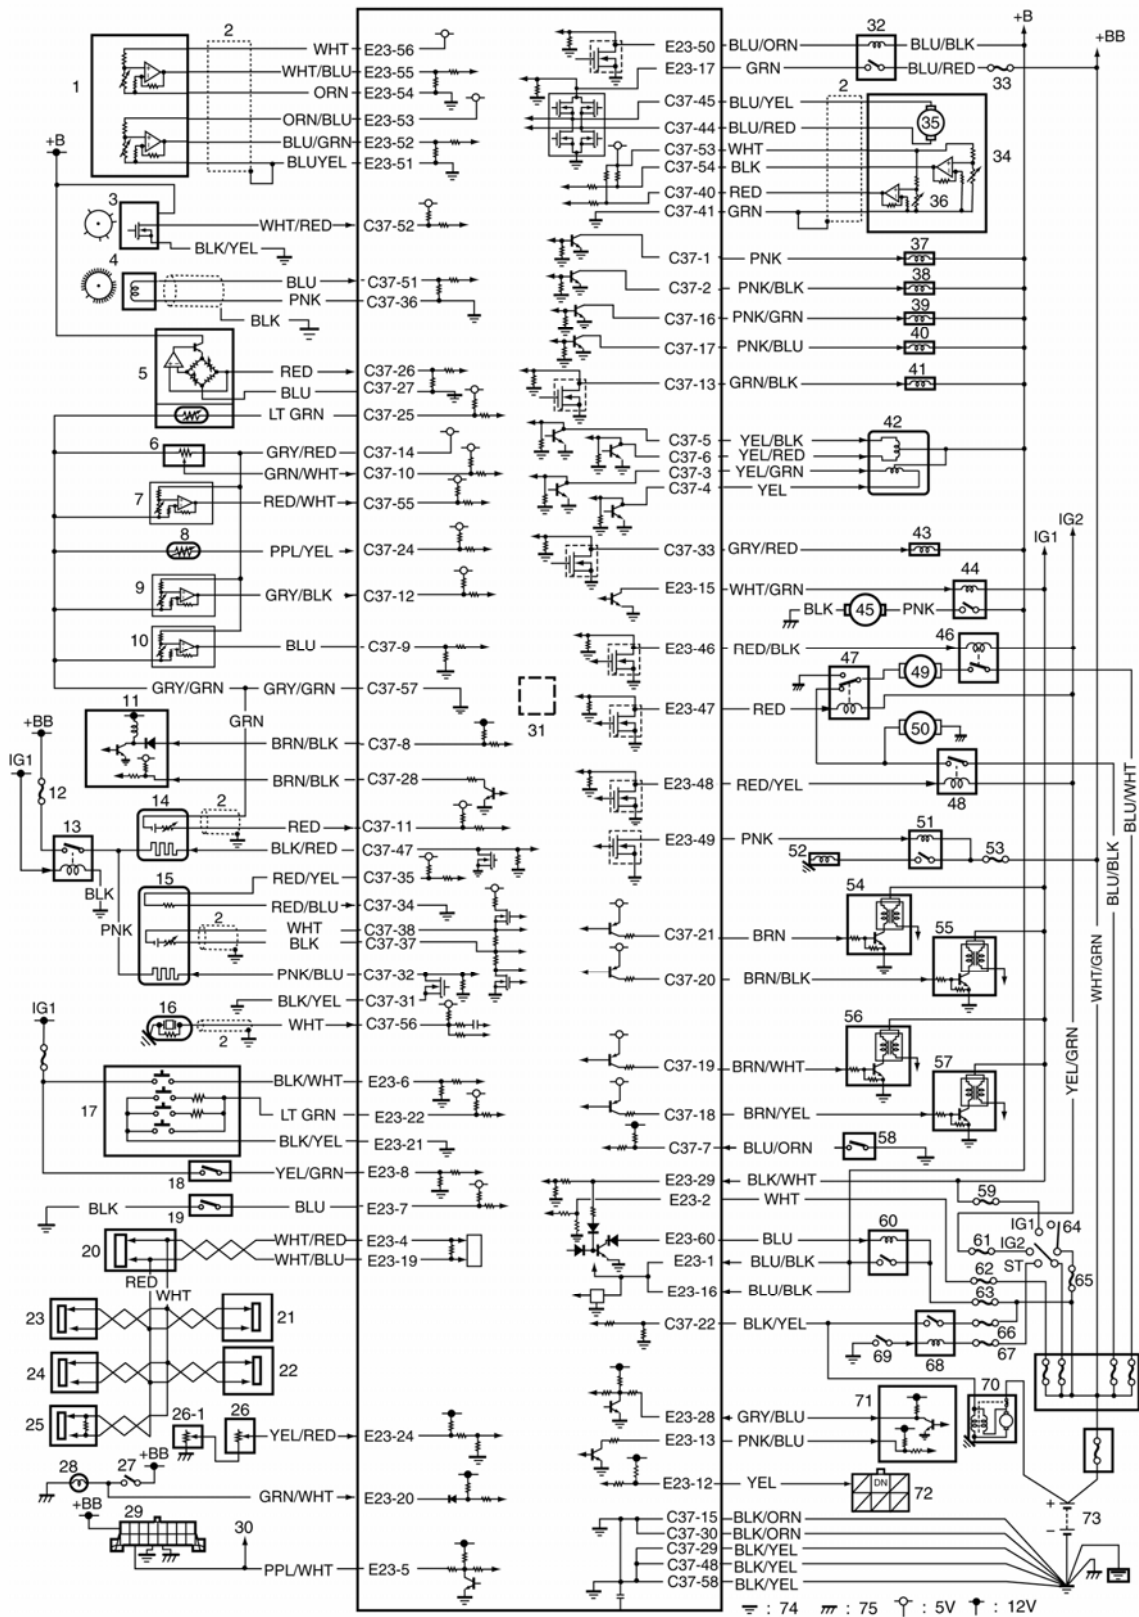 2
WHT E23-56
1
WHT/BLU E23-55
ORN E23-54
ORN/BLU E23-53
BLU/GRN E23-52
BLUYEL E23-51
+B
3
WHT/RED C37-52
BLK/YEL
4
BLU C37-51
PNK C37-36
BLK
5
RED C37-26
BLU C37-27
LT GRN C37-25
6
GRY/RED C37-14
GRN/WHT C37-10
7
RED/WHT C37-55
8
PPL/YEL C37-24
9
GRY/BLK C37-12
10
BLU C37-9
GRY/GRN GRY/GRN C37-57
GRN
11
+BB
BRN/BLK C37-8
IG1
BRN/BLK C37-28
12
14
2
13
RED C37-11
BLK/RED C37-47
15
RED/YEL C37-35
BLK
RED/BLU C37-34
2
PNK
WHT C37-38
BLK C37-37
PNK/BLU C37-32
BLK/YEL C37-31
IG1
16
WHT C37-56
2
BLK/WHT E23-6
17
LT GRN E23-22
BLK/YEL E23-21
18
YEL/GRN E23-8
BLK
BLU E23-7
19
20
WHT/RED E23-4
WHT/BLU E23-19
RED
WHT
23
21
24
22
25
26-1
26
YEL/RED E23-24
28
27
+BB
GRN/WHT E23-20
+BB
29
30
PPL/WHT E23-5
31
+B
+BB
32
E23-50 BLU/ORN BLU/BLK
E23-17 GRN BLU/RED
33
2
C37-45 BLU/YEL
35
C37-44 BLU/RED
34
C37-53 WHT
C37-54 BLK
C37-40 RED
36
C37-41 GRN
37
C37-1 PNK
38
C37-2 PNK/BLK
39
C37-16 PNK/GRN
40
C37-17 PNK/BLU
41
C37-13 GRN/BLK
42
C37-5 YEL/BLK
C37-6 YEL/RED
C37-3 YEL/GRN
C37-4 YEL
IG2
IG1
43
C37-33 GRY/RED
44
E23-15 WHT/GRN
BLK 45 PNK
46
E23-46 RED/BLK
47
49
E23-47 RED
50
E23-48 RED/YEL
48
BLU/WHT
51
E23-49 PNK
52
53
BLU/BLK
54
C37-21 BRN
55
C37-20 BRN/BLK
WHT/GRN
56
C37-19 BRN/WHT
57
YEL/GRN
C37-18 BRN/YEL
58
C37-7 BLU/ORN
E23-29 BLK/WHT
E23-2 WHT
59
60
IG1
64
E23-60 BLU
61
IG2
E23-1 BLU/BLK
ST
62
65
E23-16 BLU/BLK
63
C37-22 BLK/YEL
66
69
68
67
70
71
E23-28 GRY/BLU
E23-13 PNK/BLU
E23-12 YEL
DN
72
+
73
−
C37-15 BLK/ORN
C37-30 BLK/ORN
C37-29 BLK/YEL
C37-48 BLK/YEL
C37-58 BLK/YEL
: 74 : 75 : 5V : 12V